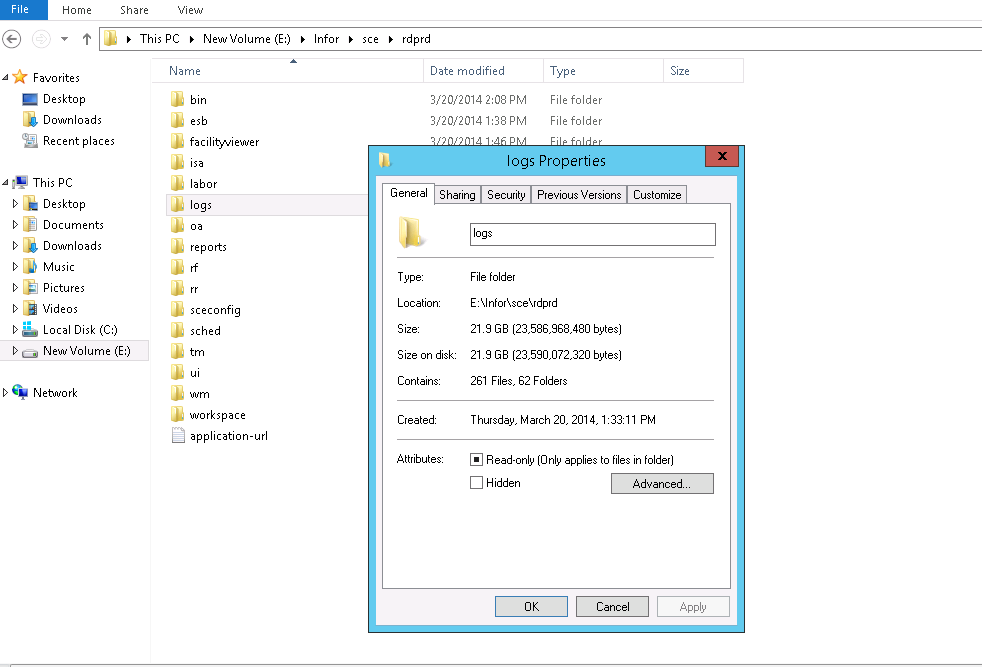 File Home Share View
This PC New Volume (E:) Infor sce rdprd
Name Date modified Type Size
Favorites
Desktop
Downloads
Recent places
This PC
Desktop
Documents
Downloads
Music
Pictures
Videos
Local Disk (C:)
New Volume (E:)
Network
bin 3/20/2014 2:08 PM File folder
esb 3/20/2014 1:38 PM File folder
facilityviewer 3/20/2014 1:46 PM File folder
isa
labor
logs
oa
reports
rf
rr
sceconfig
sched
tm
ui
wm
workspace
application-url
logs Properties
X
General Sharing Security Previous Versions Customize
logs
Type: File folder
Location: E:\Infor\sce\rdprd
Size: 21.9 GB (23,586,968,480 bytes)
Size on disk: 21.9 GB (23,590,072,320 bytes)
Contains: 261 Files, 62 Folders
Created: Thursday, March 20, 2014, 1:33:11 PM
Attributes: Read-only (Only applies to files in folder)
Hidden Advanced...
OK Cancel Apply